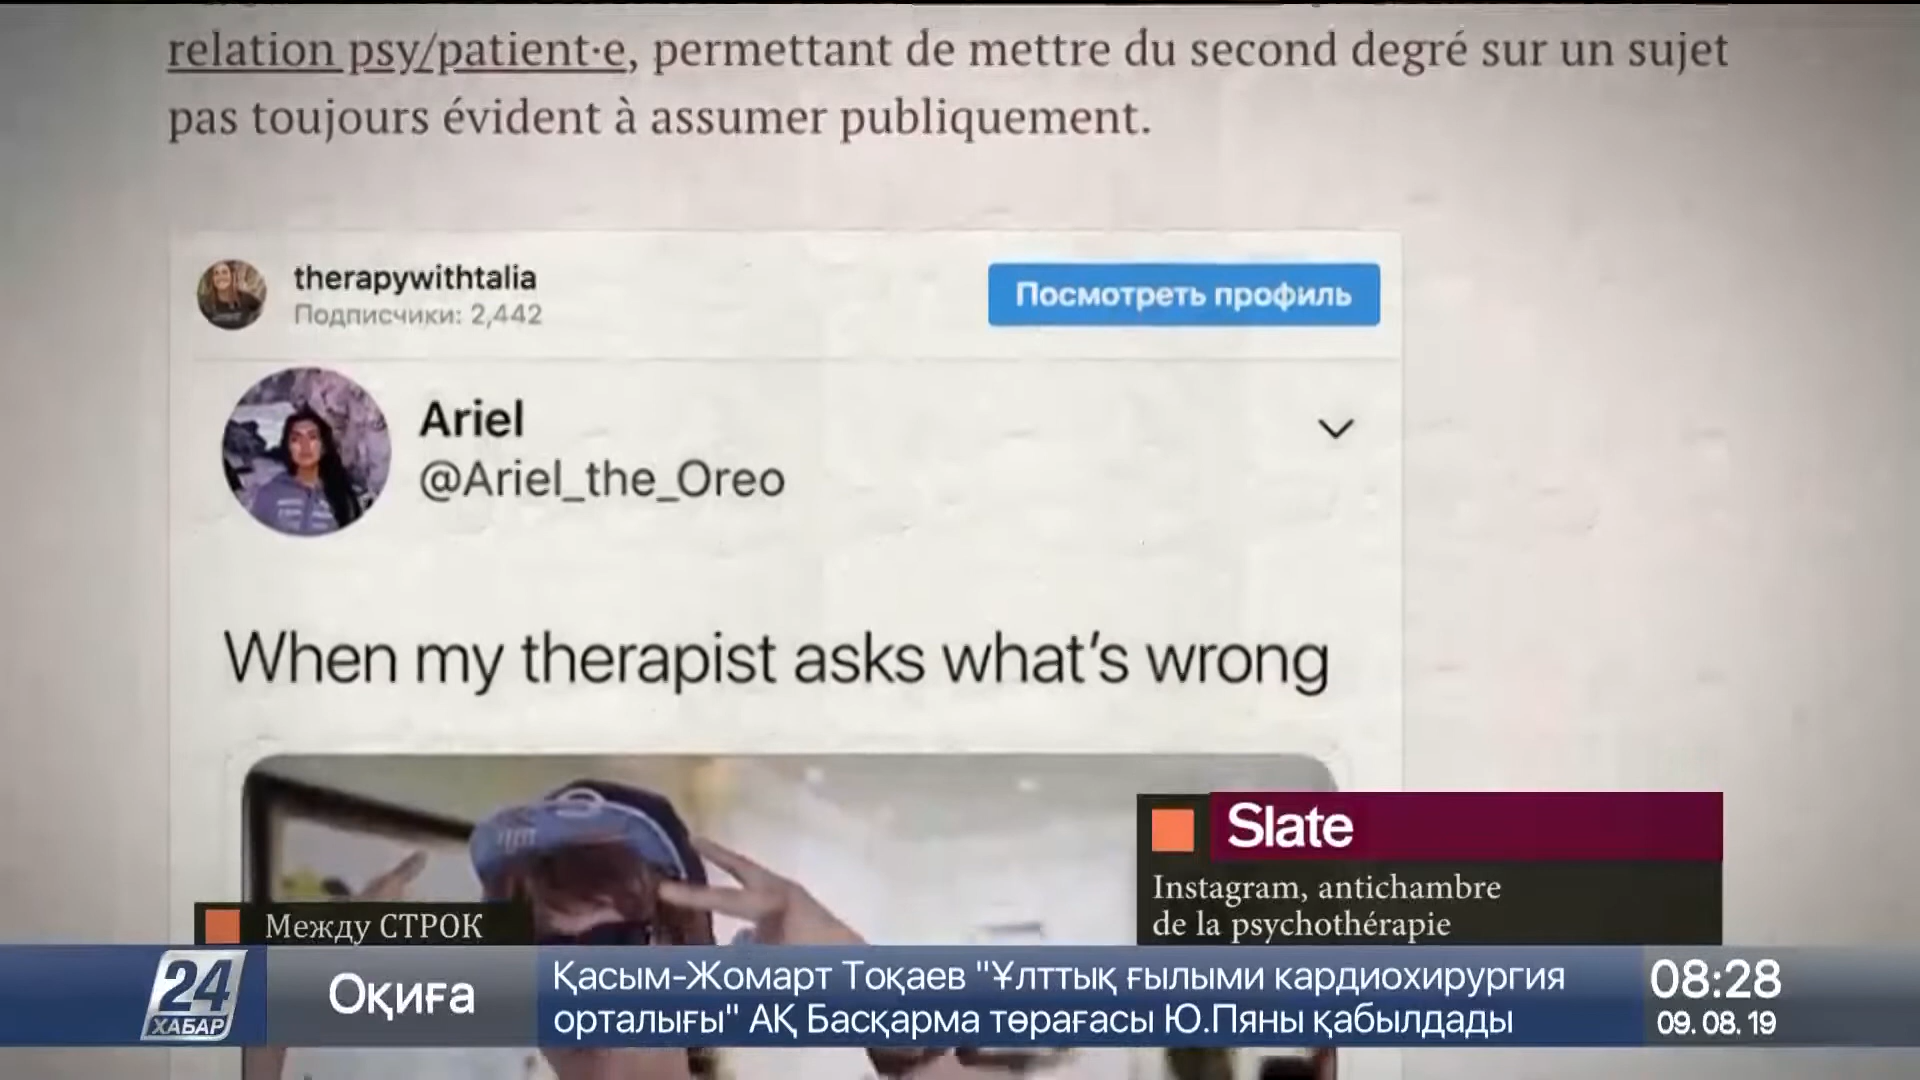 relation psy/patient·e, permettant de mettre du second degré sur un sujet
pas toujours évident à assumer publiquement.
therapywithtalia
Подписчики: 2,442
Посмотреть профиль
Ariel
@Ariel_the_Oreo
When my therapist asks what's wrong
Slate
Instagram, antichambre
de la psychothérapie
Между СТРОК
24
ХАБАР
Оқиға
Қасым-Жомарт Тоқаев "Ұлттық ғылыми кардиохирургия
орталығы" АҚ Басқарма төрағасы Ю.Пяны қабылдады
08:28
09. 08. 19